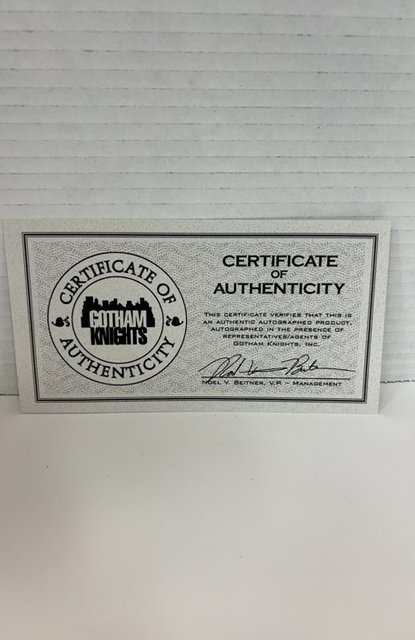 CERTIFICATE OF
GOTHAM
KNIGHTS
AUTHENTICITY
CERTIFICATE
OF
AUTHENTICITY
THIS CERTIFICATE VERIFIES THAT THIS IS
AN AUTHENTIC AUTOGRAPHED PRODUCT,
AUTOGRAPHED IN THE PRESENCE OF
REPRESENTATIVES/AGENTS OF
GOTHAM KNIGHTS, INC.
NOEL V. BEITNER, V.P. – MANAGEMENT